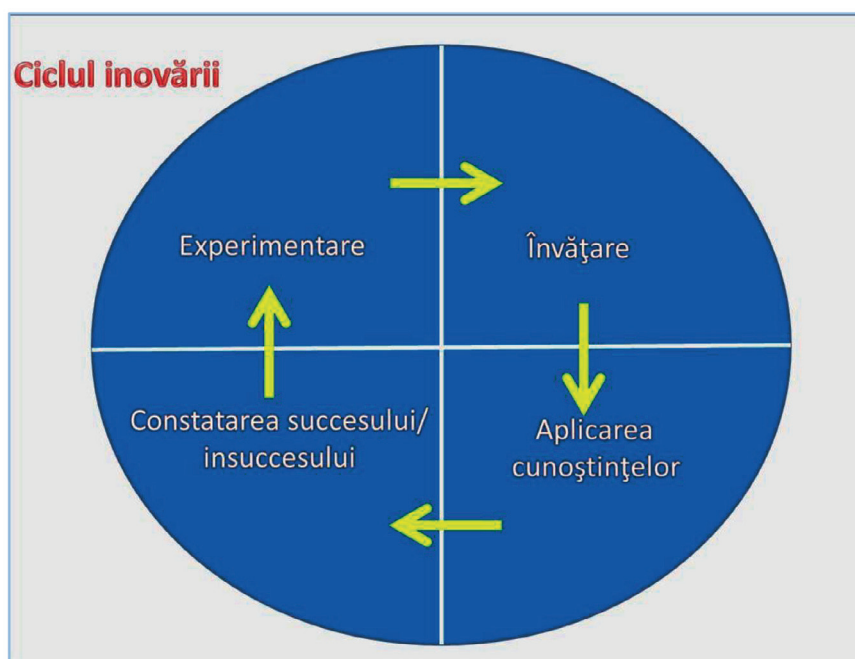 Ciclul inovării
Experimentare
Învăţare
Constatarea succesului/
insuccesului
Aplicarea
cunoştinţelor